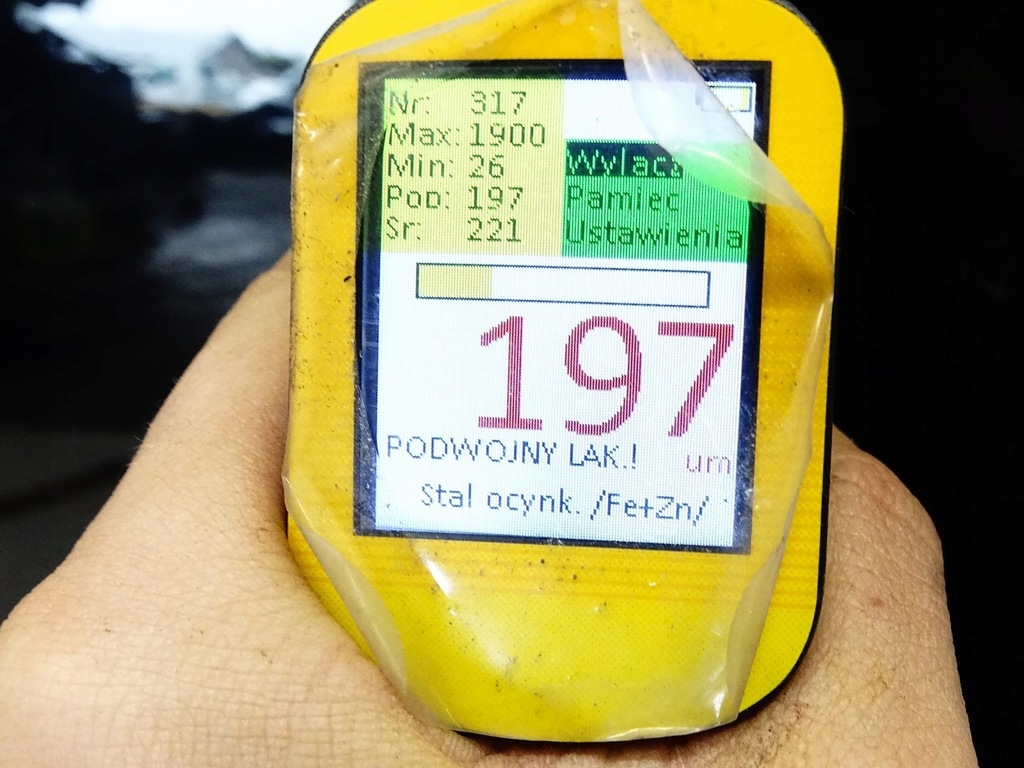 Nr: 317
Max: 1900
Min: 26
Pop: 197
Sr: 221
Pamiec
Ustawienia
197
um
PODWOJNY LAK.!
Stal ocynk. /Fe+Zn/